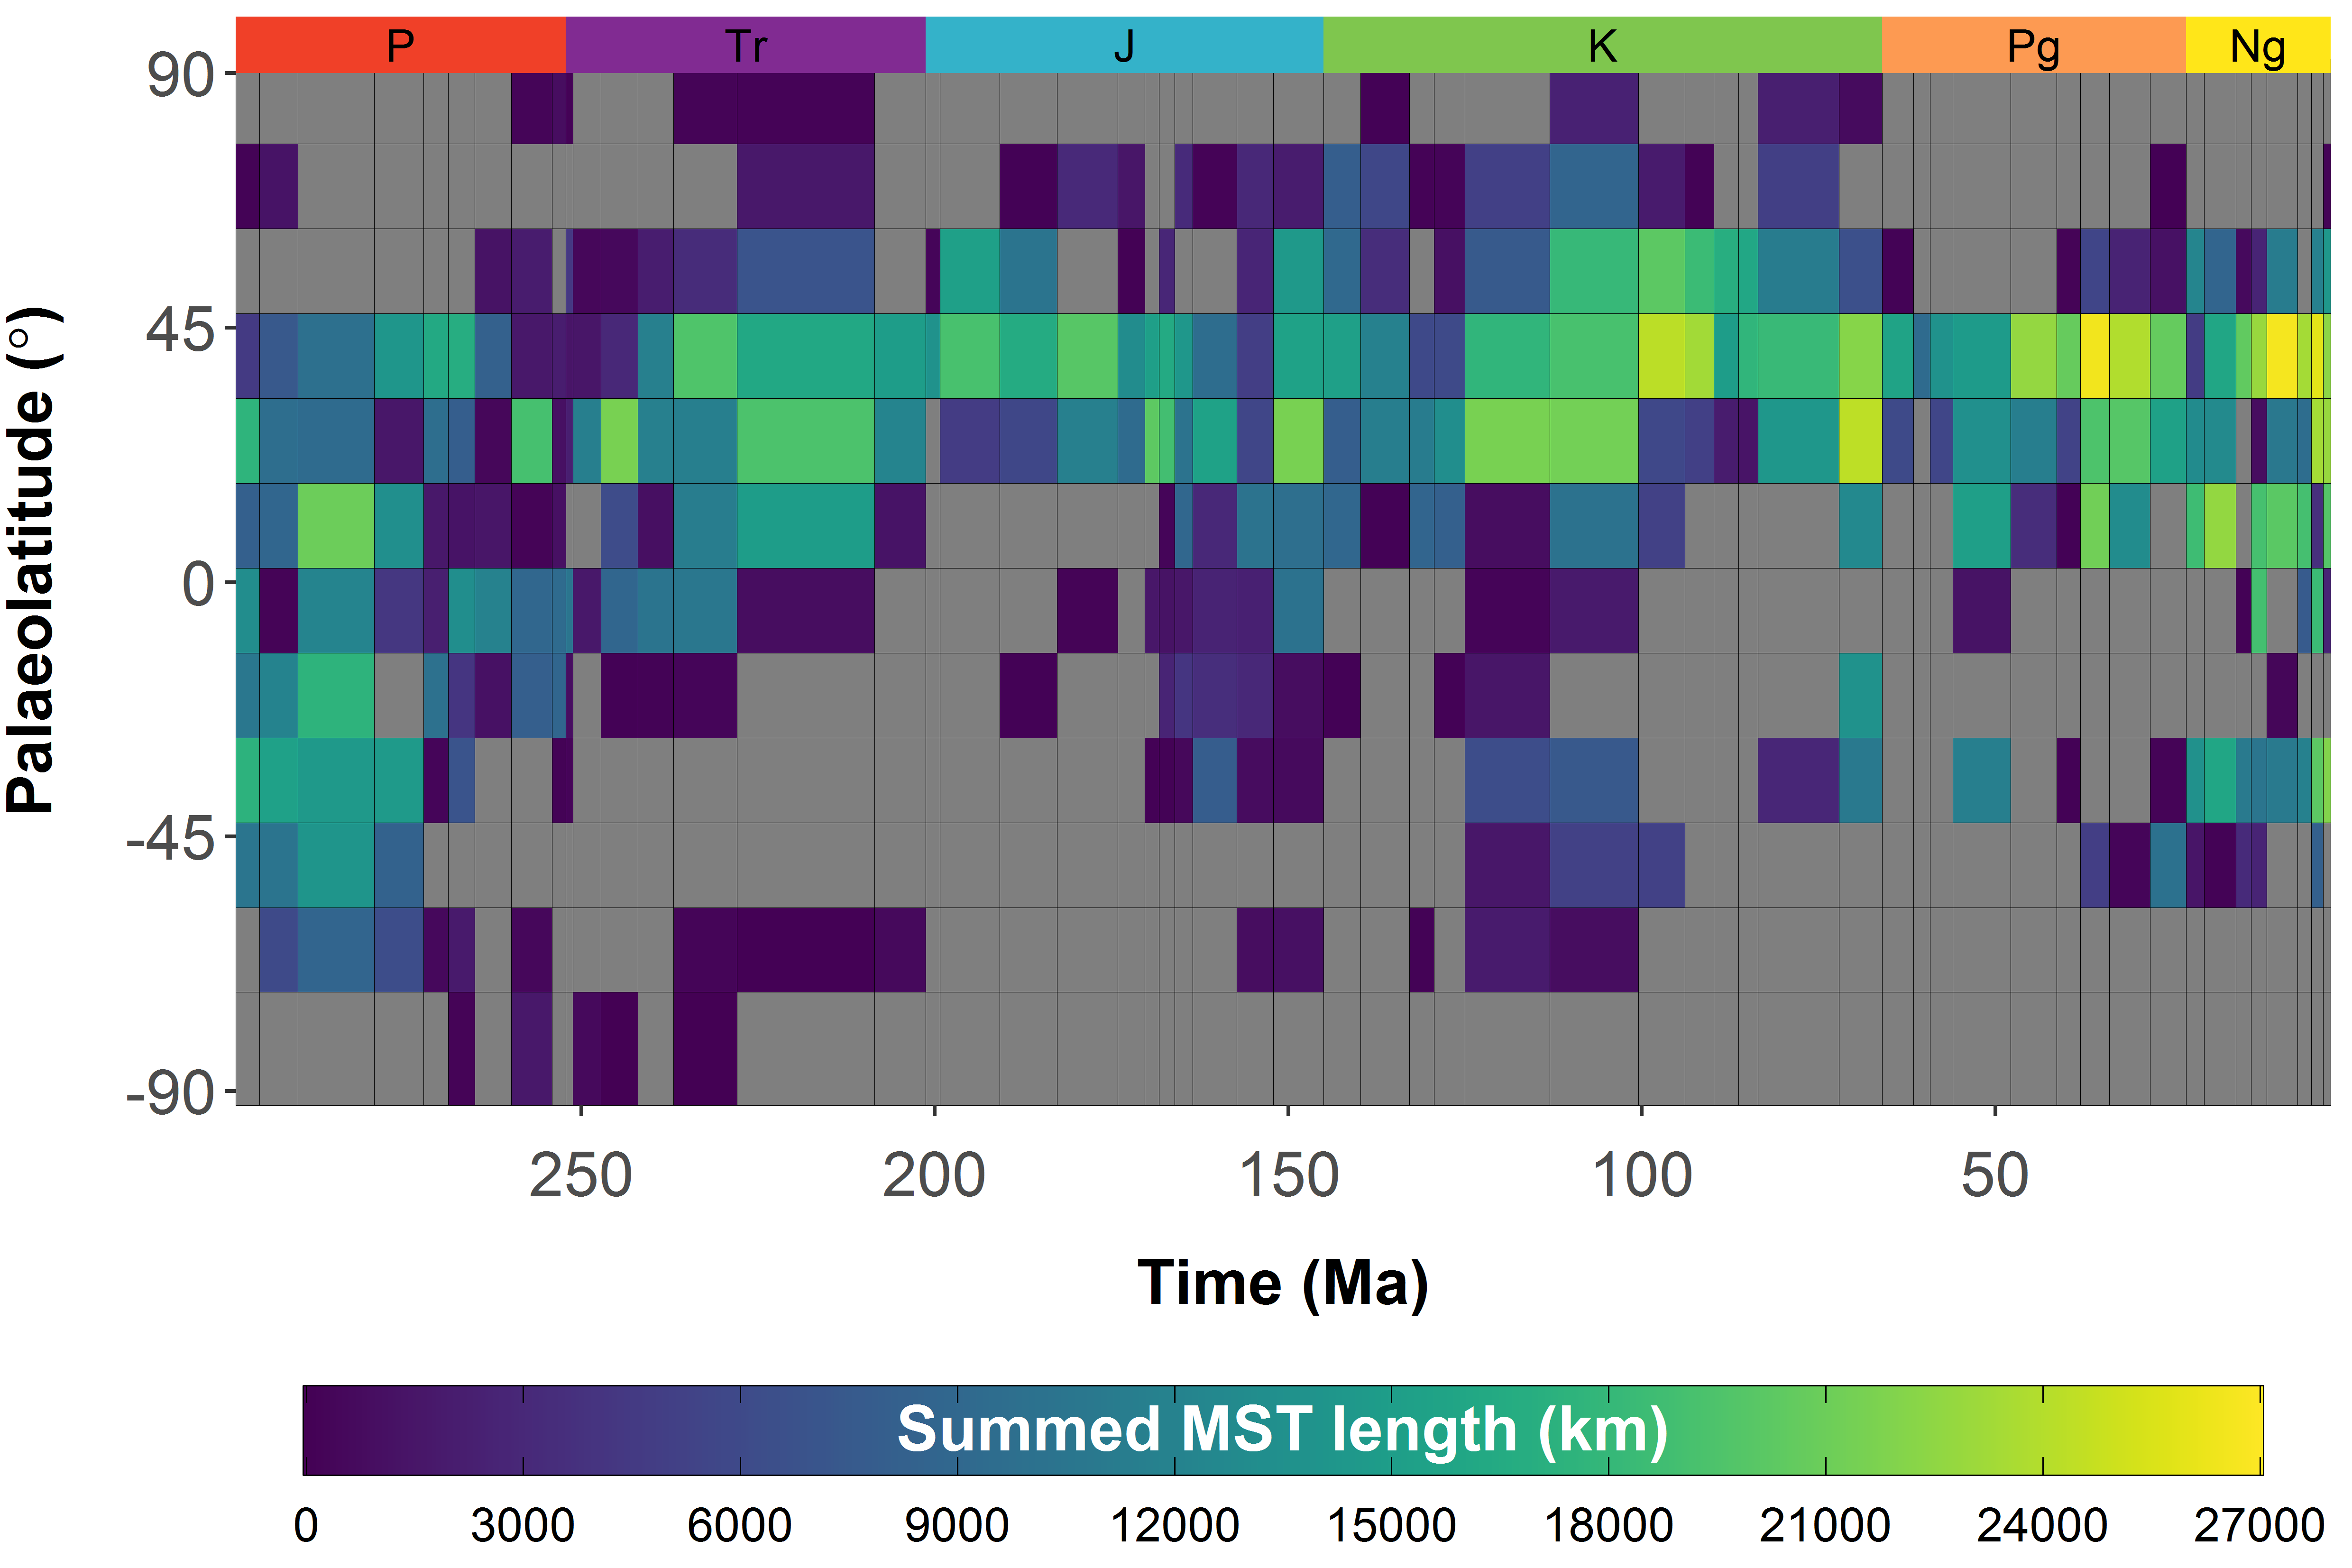 P Tr J K Pg Ng
90
45
0
-45
-90
Palaeolatitude (°)
250 200 150 100 50
Time (Ma)
Summed MST length (km)
0 3000 6000 9000 12000 15000 18000 21000 24000 27000